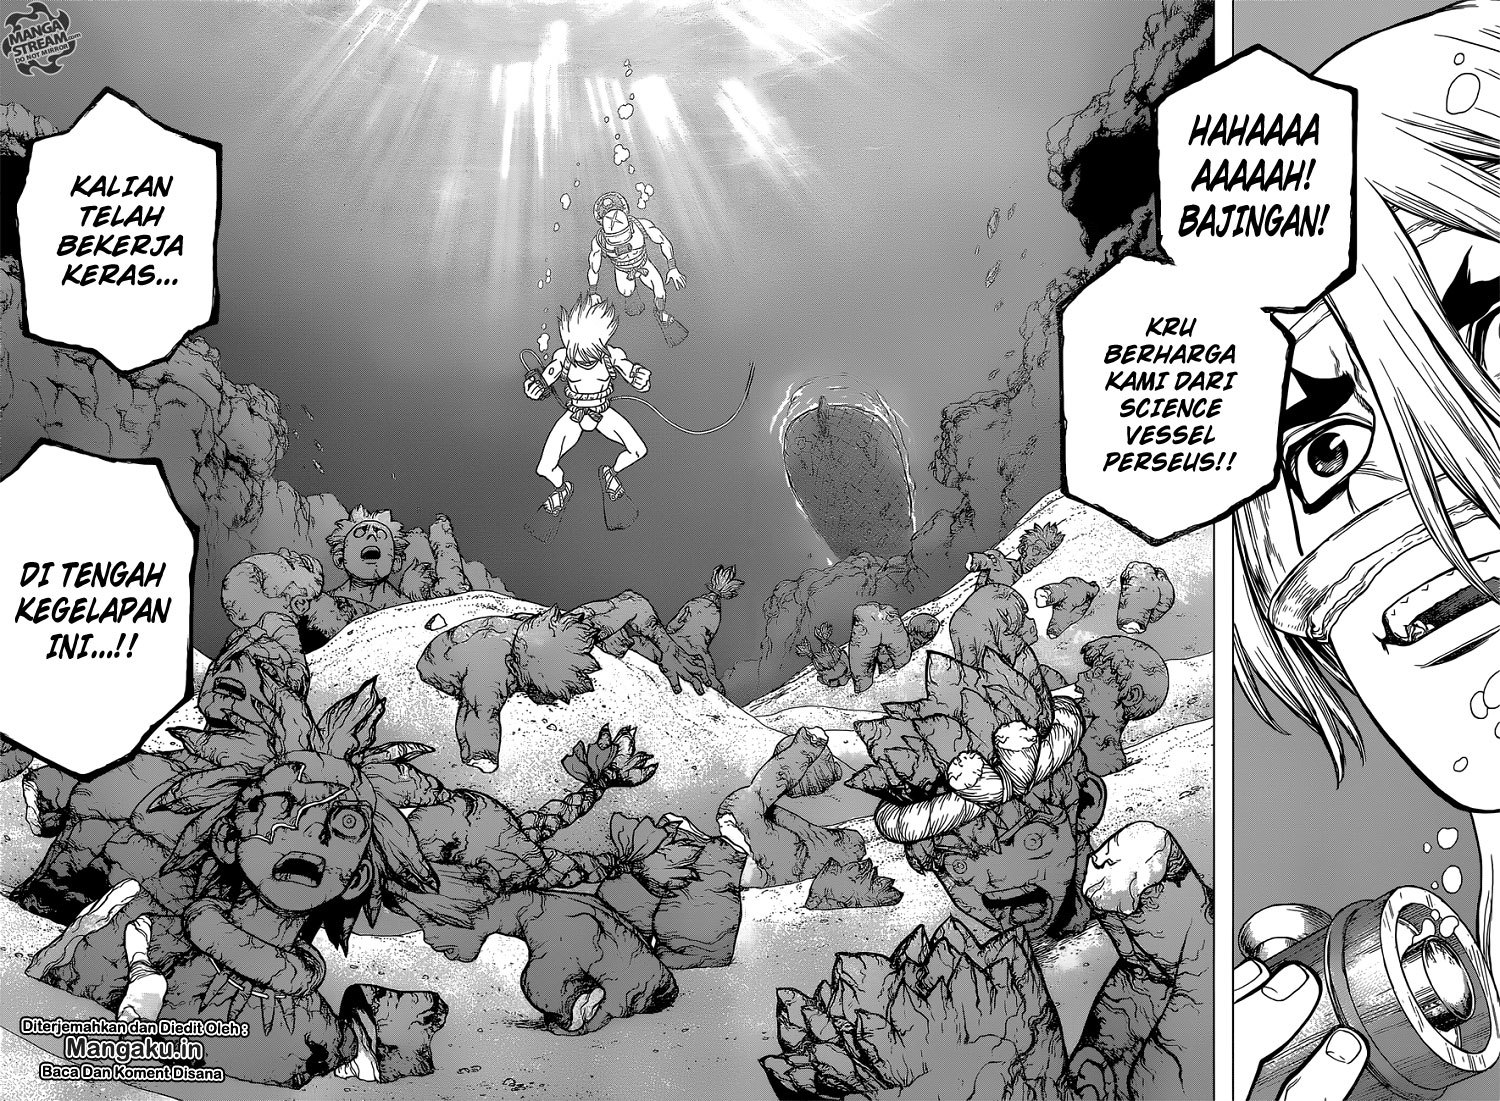 HAHAAAA
AAAAAH!
BAJINGAN!
KRU
BERHARGA
KAMI DARI
SCIENCE
VESSEL
PERSEUS!!
KALIAN
TELAH
BEKERJA
KERAS...
DI TENGAH
KEGELAPAN
INI...!!
MANGA
STREAM.com
DO NOT MIRROR
Diterjemahkan dan Diedit Oleh :
Mangaku.in
Baca Dan Koment Disana